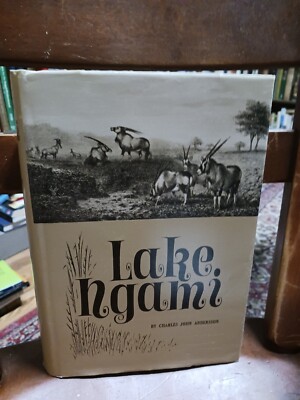 Lake
Ngami
BY CHARLES JOHN ANDERSSON